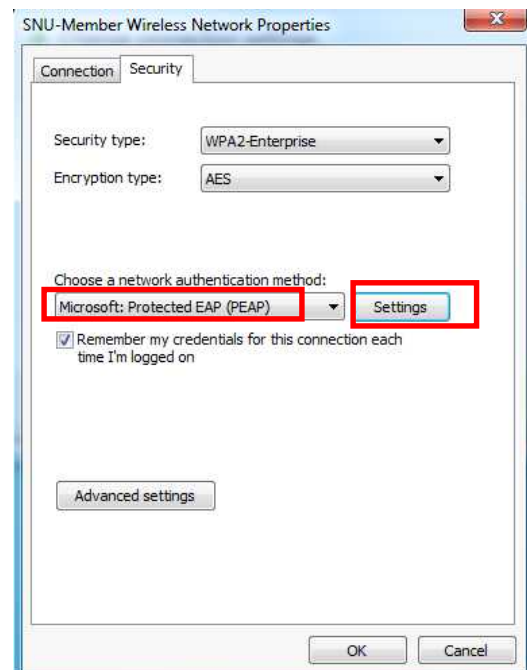 SNU-Member Wireless Network Properties
Connection Security
Security type: WPA2-Enterprise
Encryption type: AES
Choose a network authentication method:
Microsoft: Protected EAP (PEAP) Settings
Remember my credentials for this connection each
time I'm logged on
Advanced settings
OK Cancel